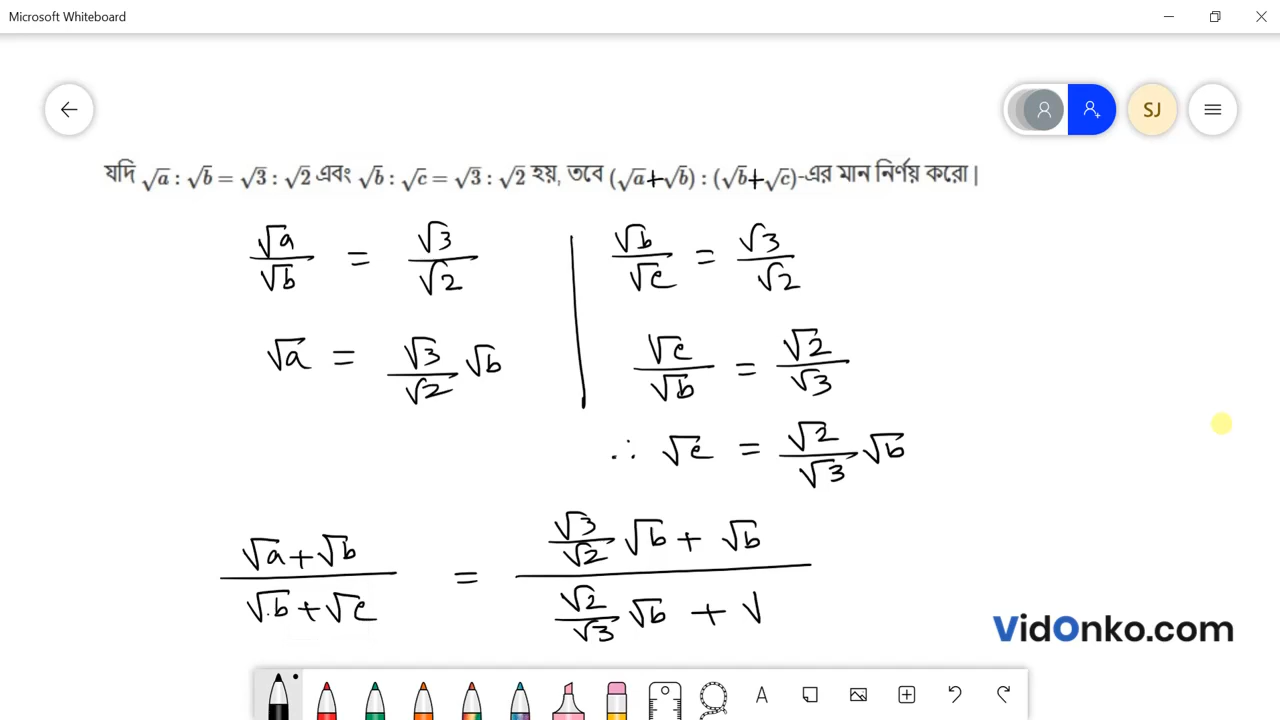 Microsoft Whiteboard
SJ
যদি √a : √b = √3 : √2 এবং √b : √c = √3 : √2 হয়, তবে (√a+√b) : (√b+√c)-এর মান নির্ণয় করো |
√a/√b = √3/√2
√a = √3/√2 √b
√b/√c = √3/√2
√c/√b = √2/√3
∴ √c = √2/√3 √b
(√a+√b)/(√b+√c) = (√3/√2 √b + √b)/(√2/√3 √b + √
VidOnko.com
A